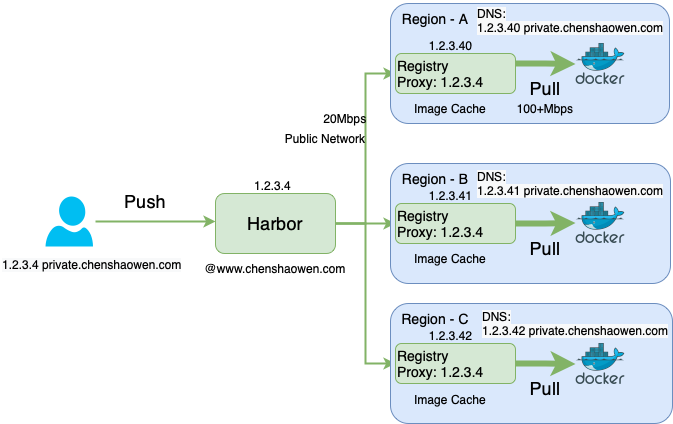 Push
1.2.3.4 private.chenshaowen.com
1.2.3.4
Harbor
@www.chenshaowen.com
20Mbps
Public Network
Region - A
DNS:
1.2.3.40 private.chenshaowen.com
1.2.3.40
Registry
Proxy: 1.2.3.4
Image Cache
Pull
100+Mbps
docker
Region - B
DNS:
1.2.3.41 private.chenshaowen.com
1.2.3.41
Registry
Proxy: 1.2.3.4
Image Cache
Pull
docker
Region - C
DNS:
1.2.3.42 private.chenshaowen.com
1.2.3.42
Registry
Proxy: 1.2.3.4
Image Cache
Pull
docker